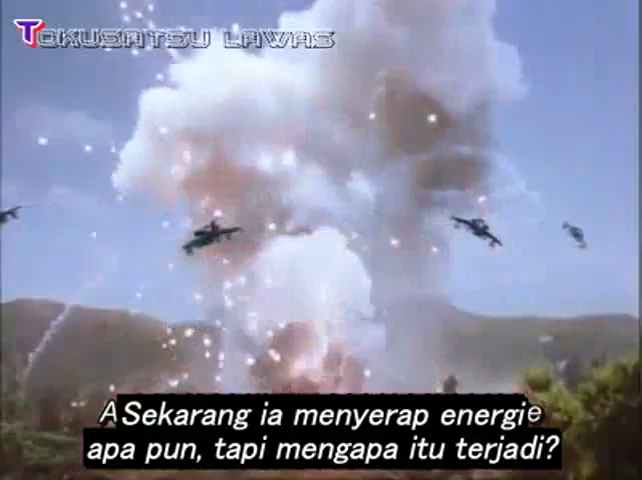 TOKUSATSU LAWAS
ASekarang ia menyerap energie
apa pun, tapi mengapa itu terjadi?